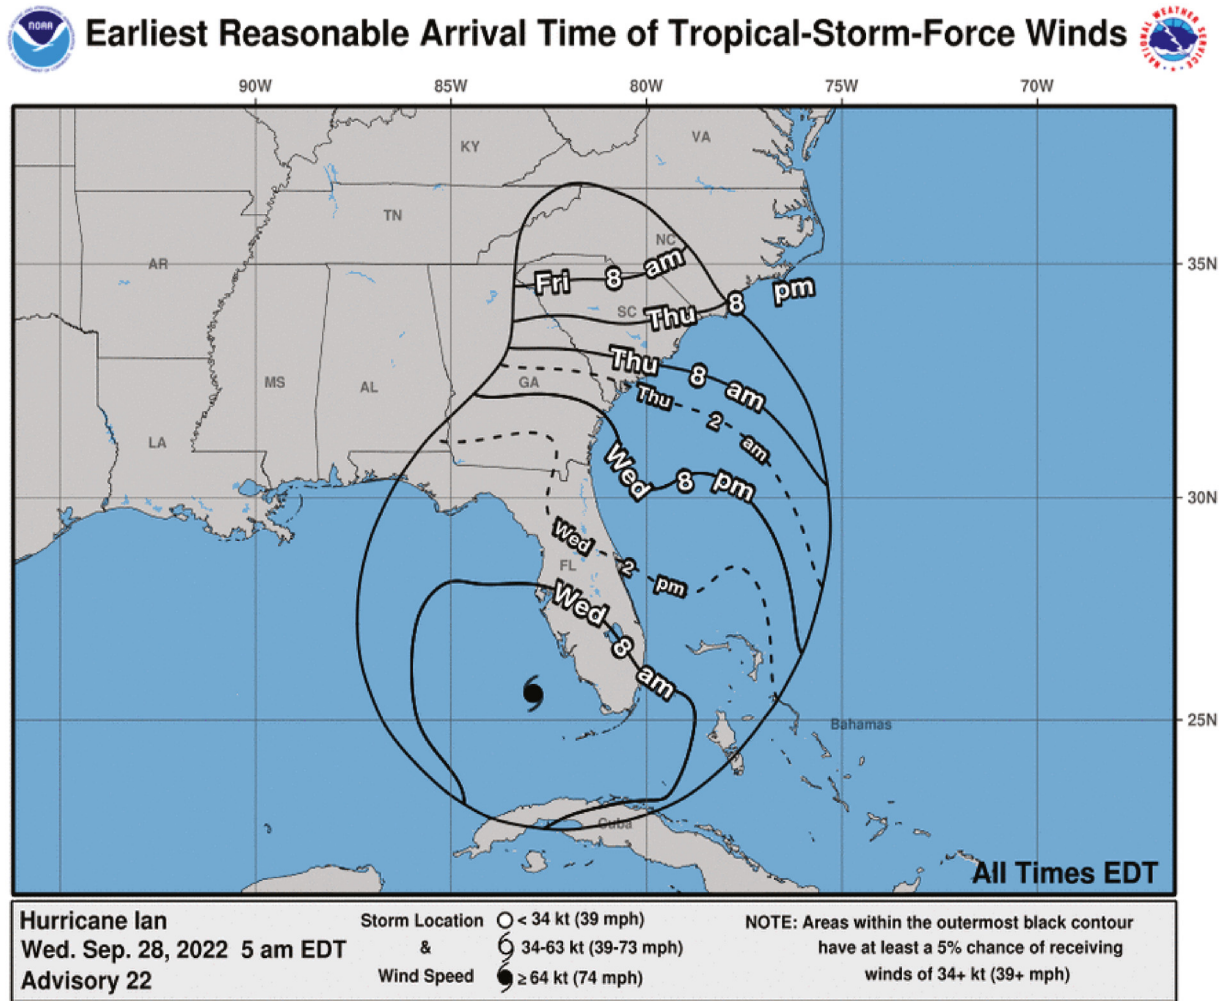 NOAA
Earliest Reasonable Arrival Time of Tropical-Storm-Force Winds
NATIONAL WEATHER SERVICE
90W 85W 80W 75W 70W
KY
VA
TN
NC
AR
35N
Fri 8 am
8 pm
SC
Thu
Thu 8 am
MS
AL
GA
Thu 2 am
LA
Wed 8 pm
30N
Wed 2 pm
FL
Wed 8 am
25N
Bahamas
Cuba
All Times EDT
Hurricane Ian
Wed. Sep. 28, 2022 5 am EDT
Advisory 22
Storm Location
&
Wind Speed
< 34 kt (39 mph)
34-63 kt (39-73 mph)
≥ 64 kt (74 mph)
NOTE: Areas within the outermost black contour
have at least a 5% chance of receiving
winds of 34+ kt (39+ mph)